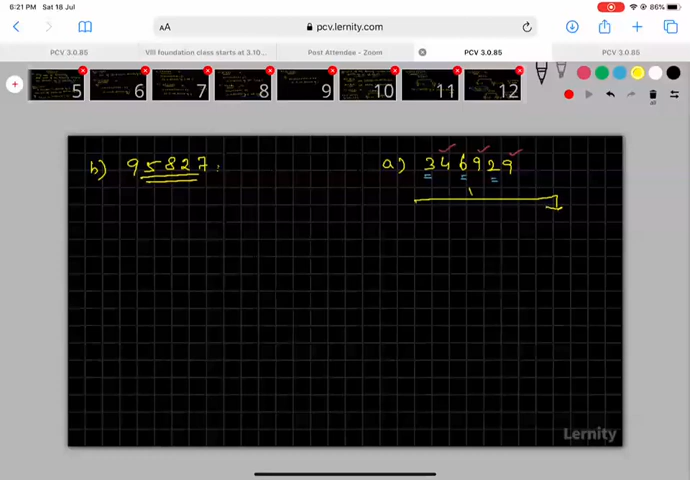 6:21 PM Sat 18 Jul
86%
AA
pcv.lernity.com
PCV 3.0.85
VIII foundation class starts at 3.10...
Post Attendee - Zoom
PCV 3.0.85
PCV 3.0.85
5
6
7
8
9
10
11
12
all
b) 95827:
a) 346929
Lernity